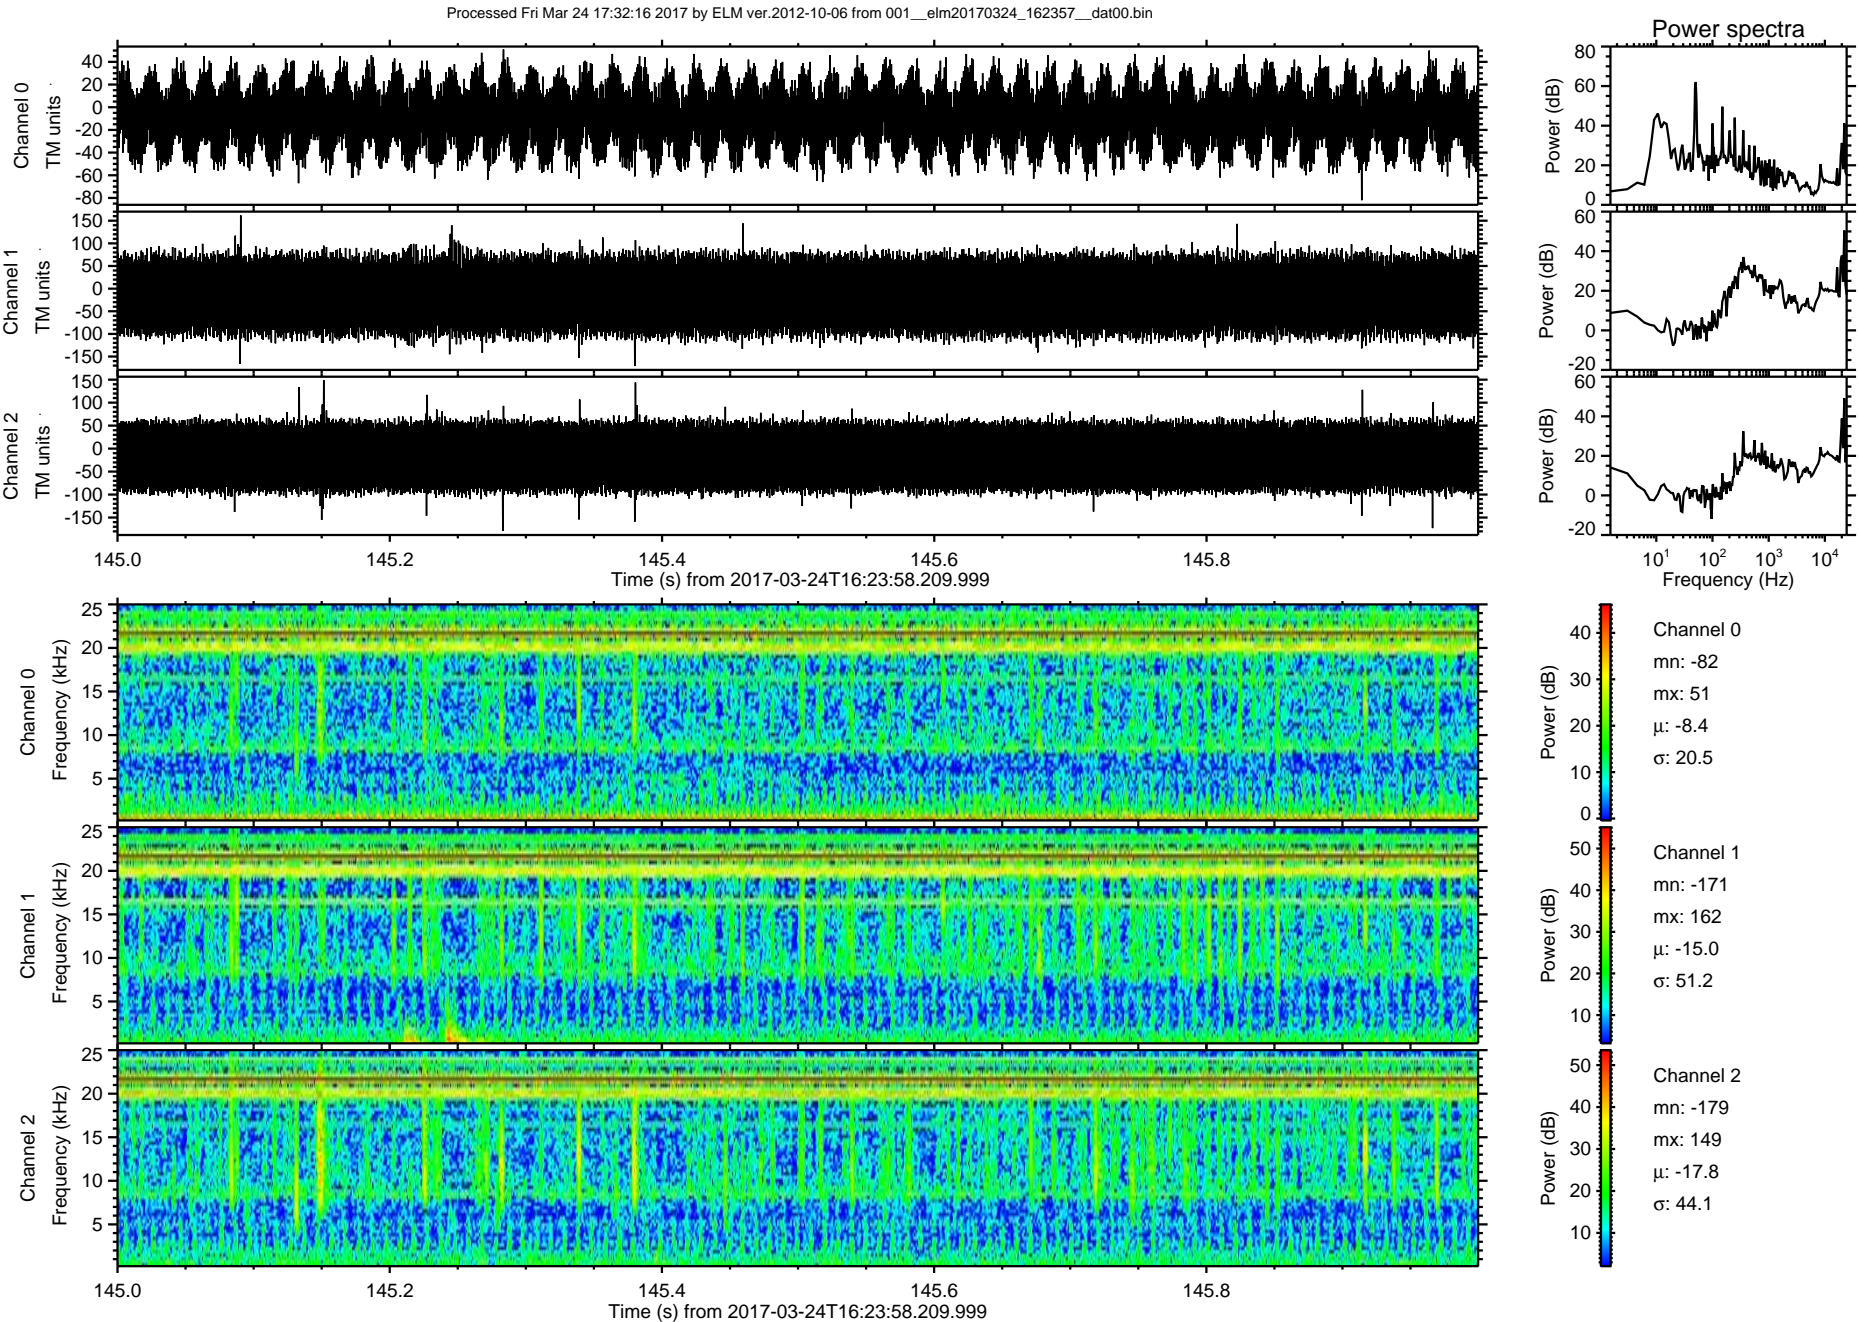 Processed Fri Mar 24 17:32:16 2017 by ELM ver.2012-10-06 from 001__elm20170324_162357__dat00.bin
Power spectra
Channel 0
TM units
40
20
0
-20
-40
-60
-80
Power (dB)
80
60
40
20
0
Channel 1
TM units
150
100
50
0
-50
-100
-150
Power (dB)
60
40
20
0
-20
Channel 2
TM units
150
100
50
0
-50
-100
-150
Power (dB)
60
40
20
0
-20
145.0 145.2 145.4 145.6 145.8
Time (s) from 2017-03-24T16:23:58.209.999
10^1 10^2 10^3 10^4
Frequency (Hz)
Channel 0
Frequency (kHz)
25
20
15
10
5
Power (dB)
40
30
20
10
0
Channel 0
mn: -82
mx: 51
μ: -8.4
σ: 20.5
Channel 1
Frequency (kHz)
25
20
15
10
5
Power (dB)
50
40
30
20
10
Channel 1
mn: -171
mx: 162
μ: -15.0
σ: 51.2
Channel 2
Frequency (kHz)
25
20
15
10
5
Power (dB)
50
40
30
20
10
Channel 2
mn: -179
mx: 149
μ: -17.8
σ: 44.1
145.0 145.2 145.4 145.6 145.8
Time (s) from 2017-03-24T16:23:58.209.999